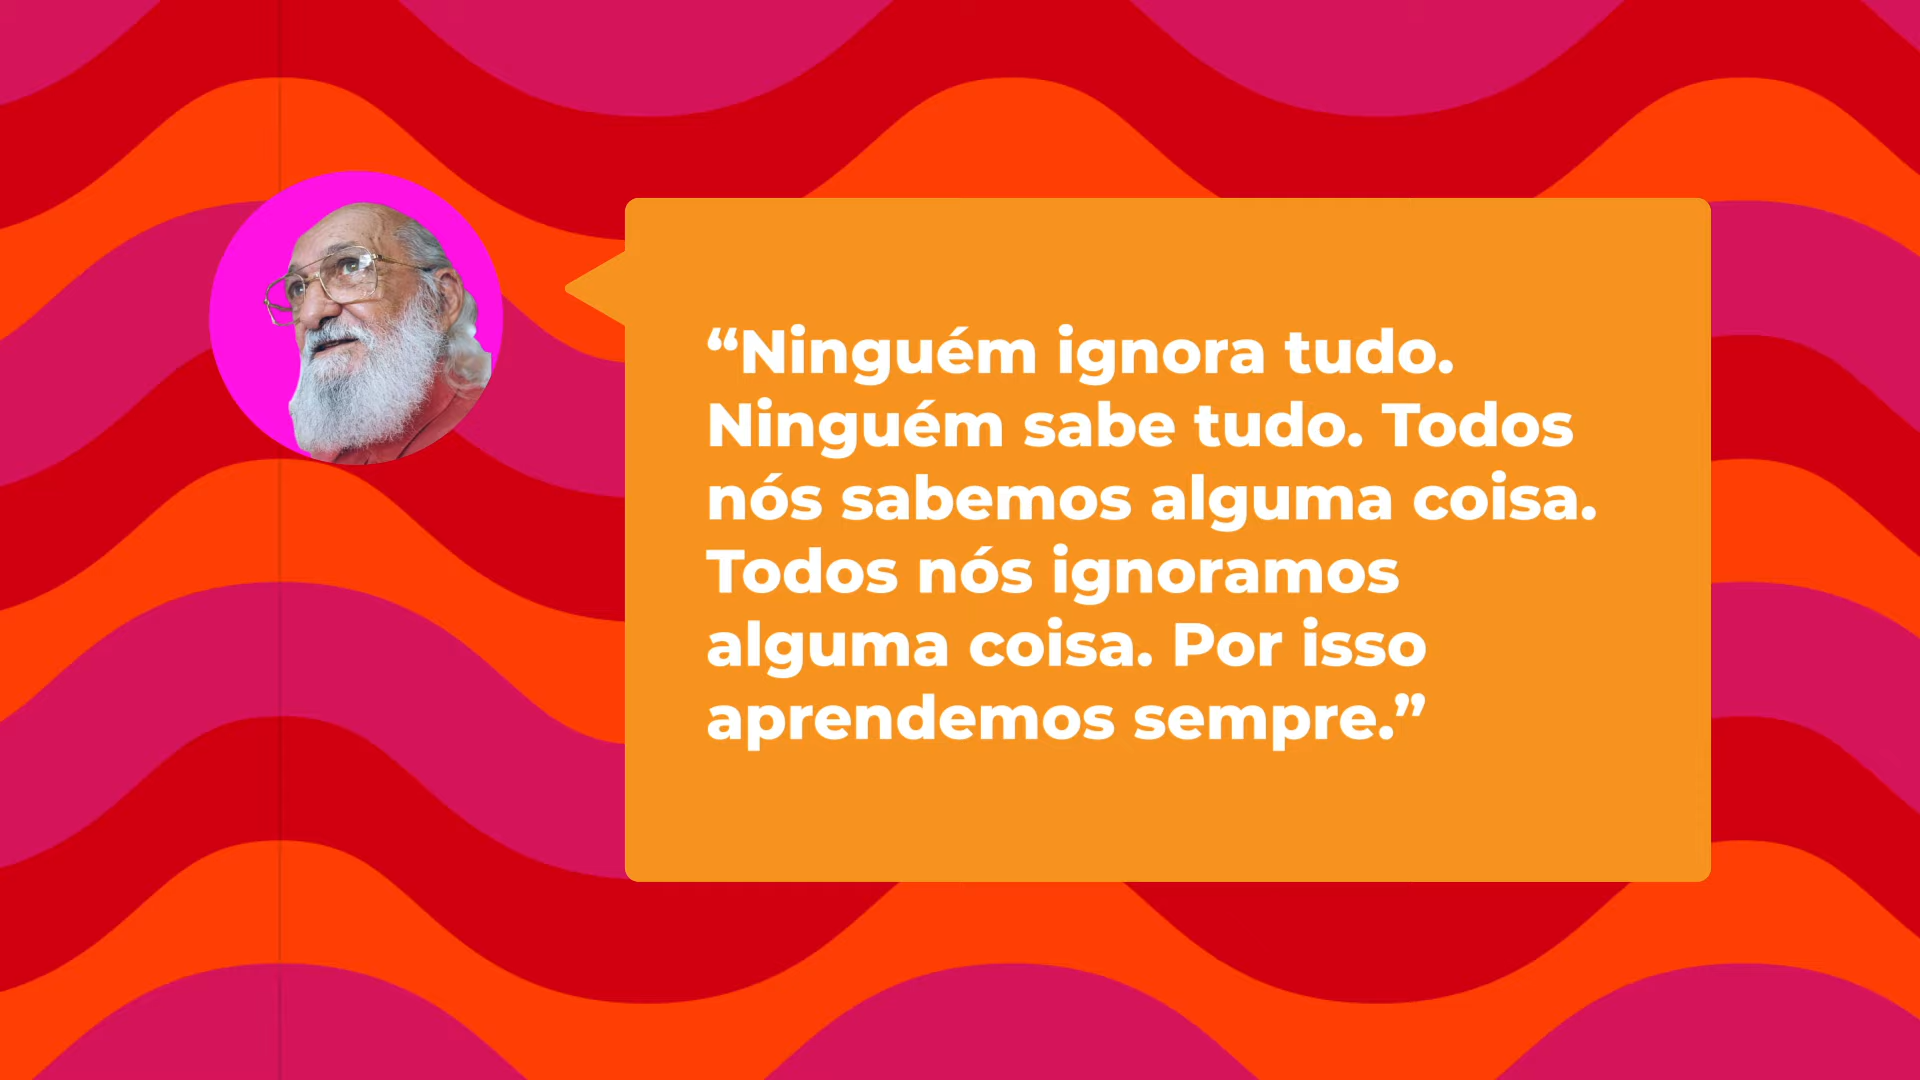 “Ninguém ignora tudo.
Ninguém sabe tudo. Todos
nós sabemos alguma coisa.
Todos nós ignoramos
alguma coisa. Por isso
aprendemos sempre.”